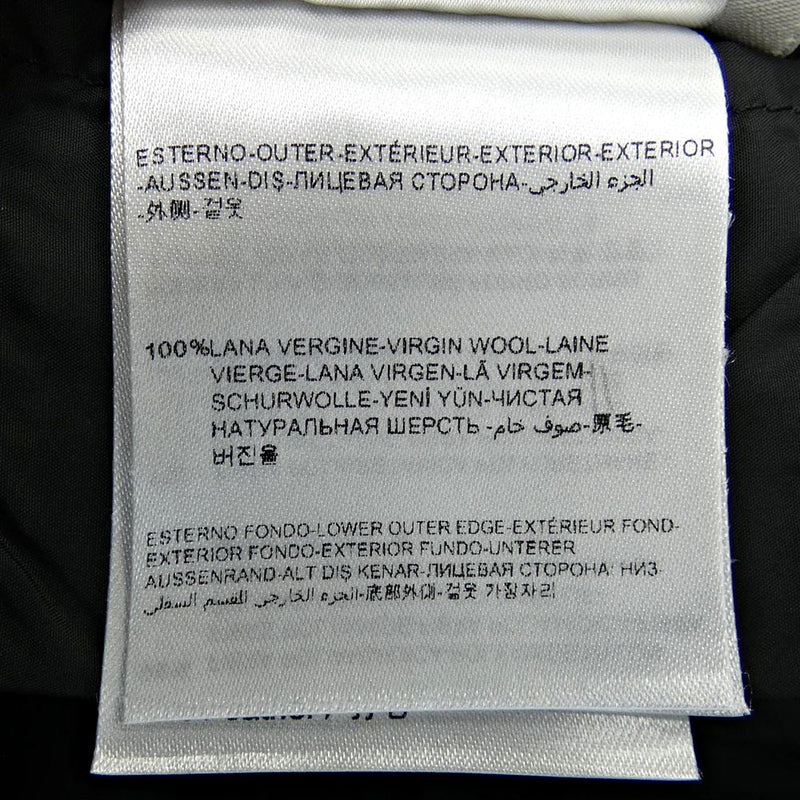 ESTERNO-OUTER-EXTÉRIEUR-EXTERIOR-EXTERIOR
-AUSSEN-DIŞ-ЛИЦЕВАЯ СТОРОНА-الجزء الخارجي
-外側-겉옷
100%LANA VERGINE-VIRGIN WOOL-LAINE
VIERGE-LANA VIRGEN-LÃ VIRGEM-
SCHURWOLLE-YENİ YÜN-ЧИСТАЯ
НАТУРАЛЬНАЯ ШЕРСТЬ-صوف خام-原毛-
버진울
ESTERNO FONDO-LOWER OUTER EDGE-EXTÉRIEUR FOND-
EXTERIOR FONDO-EXTERIOR FUNDO-UNTERER
AUSSENRAND-ALT DIŞ KENAR-ЛИЦЕВАЯ СТОРОНА: НИЗ-
الجزء الخارجي للقسم السفلي-底部外側-겉옷 가장자리